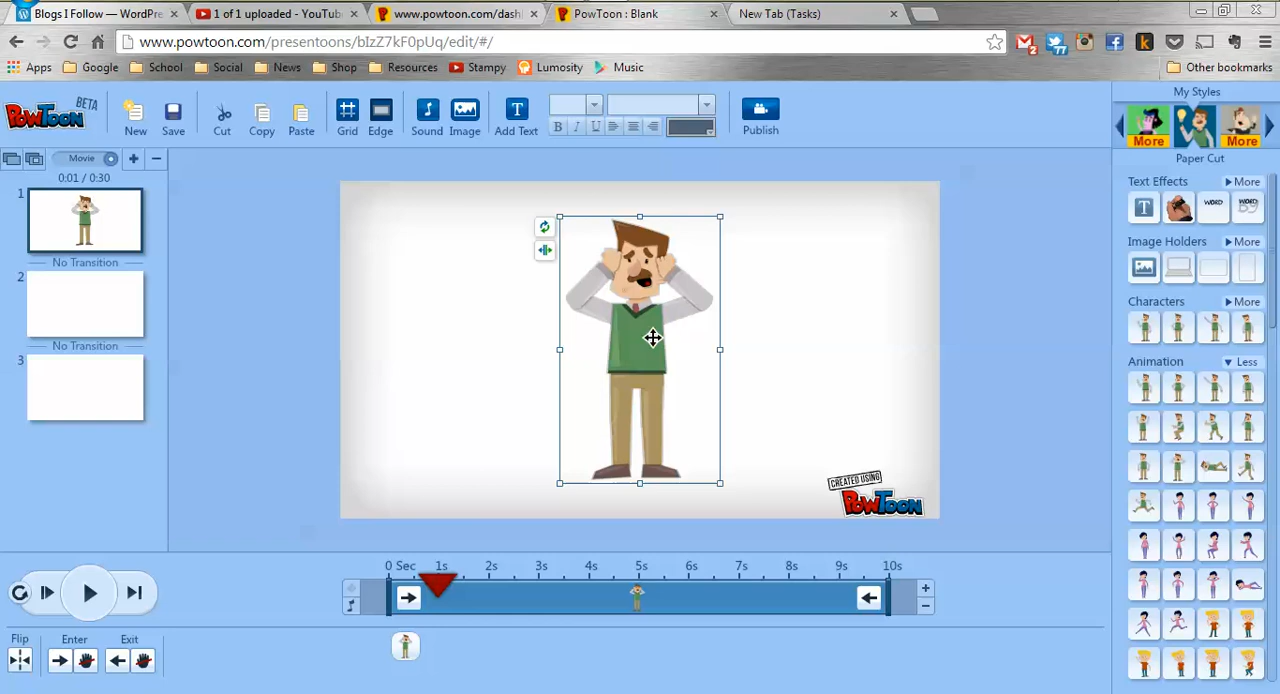 Blogs I Follow — WordPre
1 of 1 uploaded - YouTub
www.powtoon.com/dash
PowToon : Blank
New Tab (Tasks)
www.powtoon.com/presentoons/bIzZ7kF0pUq/edit/#/
2
77
Apps
Google
School
Social
News
Shop
Resources
Stampy
Lumosity
Music
Other bookmarks
POWTOON BETA
New
Save
Cut
Copy
Paste
Grid
Edge
Sound
Image
T
Add Text
B I U
Publish
My Styles
More
More
Paper Cut
Movie
0:01 / 0:30
1
No Transition
2
No Transition
3
Text Effects
More
T
WORD
Image Holders
More
Characters
More
Animation
Less
CREATED USING
POWTOON
0 Sec 1s 2s 3s 4s 5s 6s 7s 8s 9s 10s
Flip
Enter
Exit